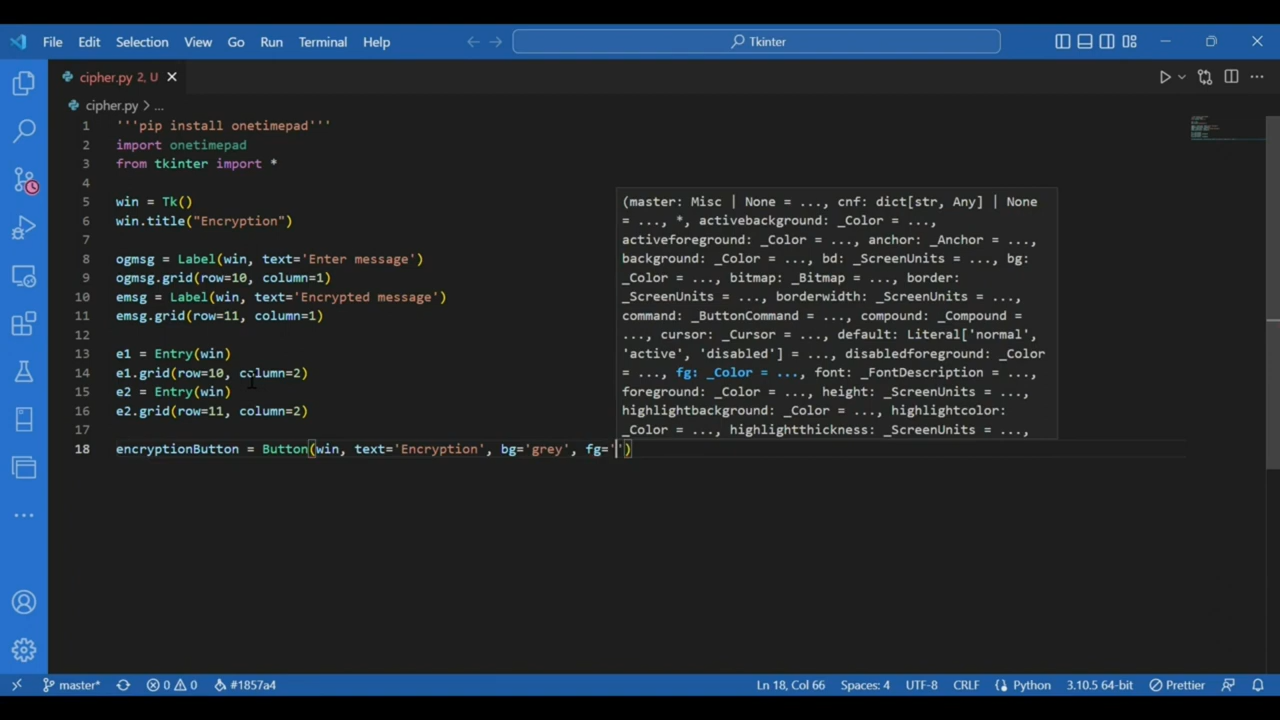 File Edit Selection View Go Run Terminal Help
Tkinter
cipher.py 2, U
cipher.py > ...
1 '''pip install onetimepad'''
2 import onetimepad
3 from tkinter import *
4
5 win = Tk()
6 win.title("Encryption")
7
8 ogmsg = Label(win, text='Enter message')
9 ogmsg.grid(row=10, column=1)
10 emsg = Label(win, text='Encrypted message')
11 emsg.grid(row=11, column=1)
12
13 e1 = Entry(win)
14 e1.grid(row=10, column=2)
15 e2 = Entry(win)
16 e2.grid(row=11, column=2)
18 encryptionButton = Button(win, text='Encryption', bg='grey', fg='')
(master: Misc | None = ..., cnf: dict[str, Any] | None
= ..., *, activebackground: _Color = ...,
activeforeground: _Color = ..., anchor: _Anchor = ...,
background: _Color = ..., bd: _ScreenUnits = ..., bg:
_Color = ..., bitmap: _Bitmap = ..., border:
_ScreenUnits = ..., borderwidth: _ScreenUnits = ...,
command: _ButtonCommand = ..., compound: _Compound =
..., cursor: _Cursor = ..., default: Literal['normal',
'active', 'disabled'] = ..., disabledforeground: _Color
= ..., fg: _Color = ..., font: _FontDescription = ...,
foreground: _Color = ..., height: _ScreenUnits = ...,
highlightbackground: _Color = ..., highlightcolor:
_Color = ..., highlightthickness: _ScreenUnits = ...,
master* 0 0 #1857a4 Ln 18, Col 66 Spaces: 4 UTF-8 CRLF Python 3.10.5 64-bit Prettier